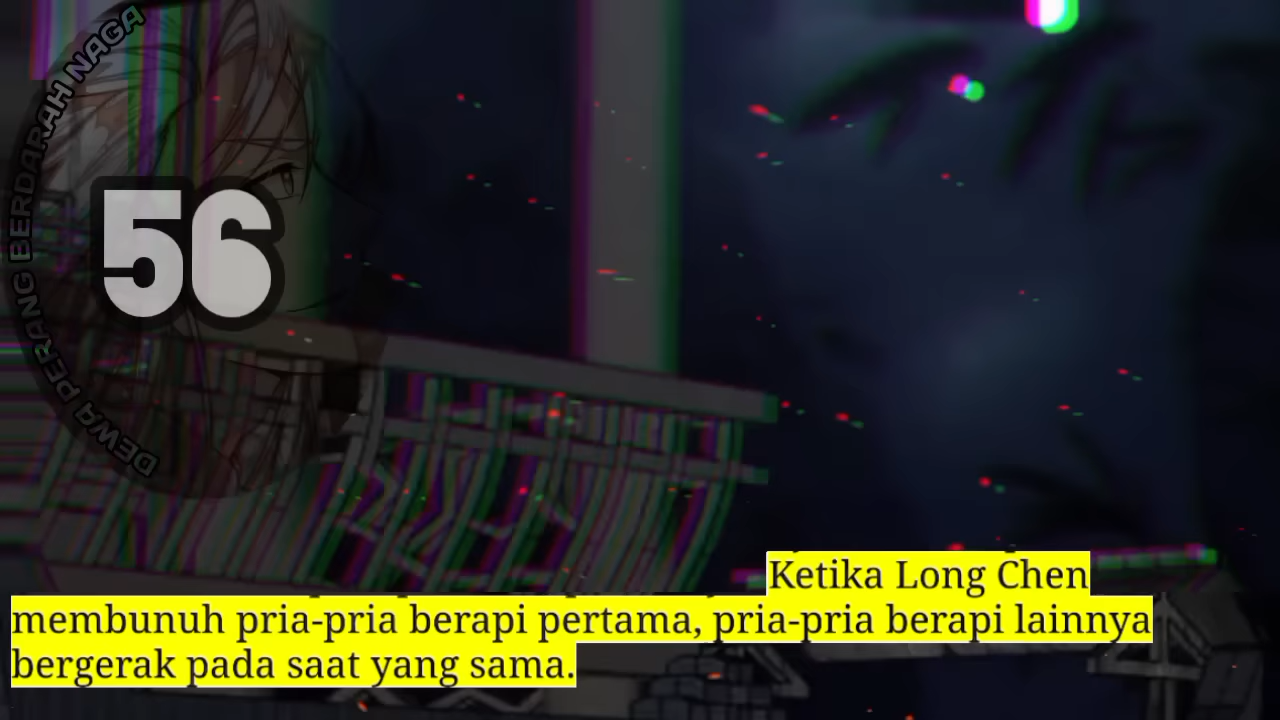 DEWA PERANG BERDARAH NAGA
56
Ketika Long Chen
membunuh pria-pria berapi pertama, pria-pria berapi lainnya
bergerak pada saat yang sama.